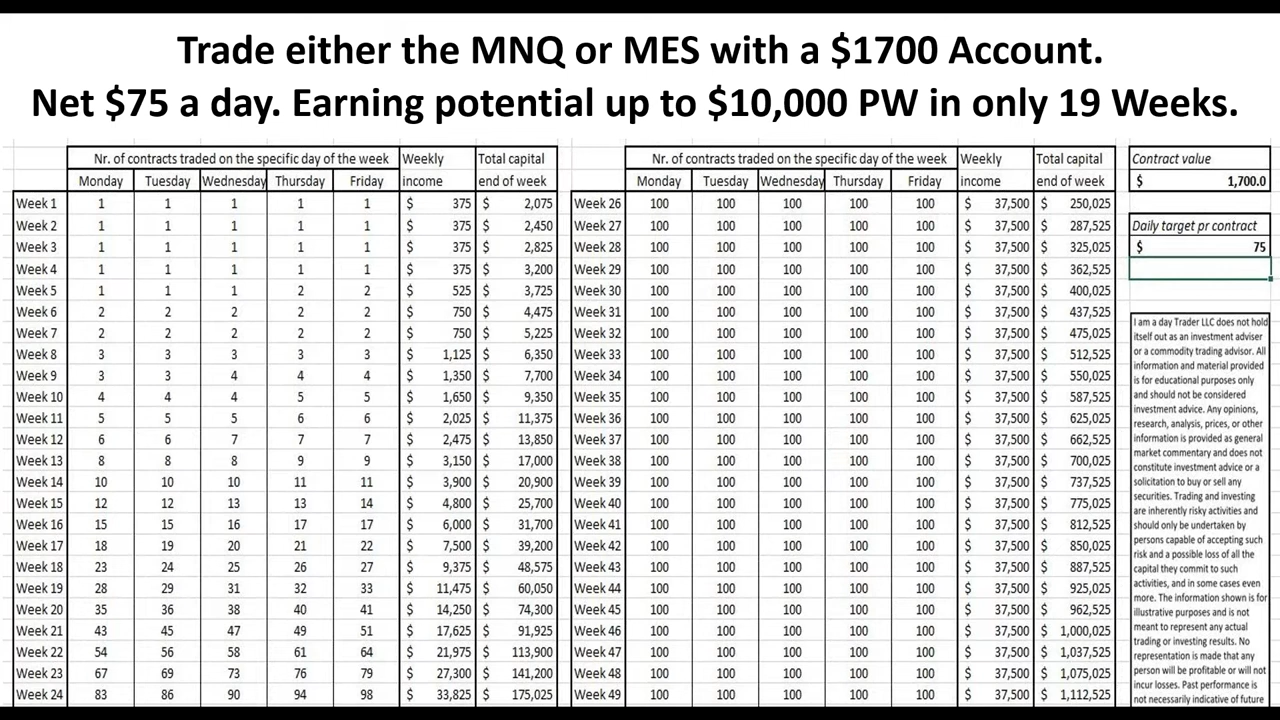 Trade either the MNQ or MES with a $1700 Account.
Net $75 a day. Earning potential up to $10,000 PW in only 19 Weeks.
Nr. of contracts traded on the specific day of the week Weekly Total capital
Monday Tuesday Wednesday Thursday Friday income end of week
Week 1 1 1 1 1 1 $ 375 $ 2,075
Week 2 1 1 1 1 1 $ 375 $ 2,450
Week 3 1 1 1 1 1 $ 375 $ 2,825
Week 4 1 1 1 1 1 $ 375 $ 3,200
Week 5 1 1 1 2 2 $ 525 $ 3,725
Week 6 2 2 2 2 2 $ 750 $ 4,475
Week 7 2 2 2 2 2 $ 750 $ 5,225
Week 8 3 3 3 3 3 $ 1,125 $ 6,350
Week 9 3 3 4 4 4 $ 1,350 $ 7,700
Week 10 4 4 4 5 5 $ 1,650 $ 9,350
Week 11 5 5 5 6 6 $ 2,025 $ 11,375
Week 12 6 6 7 7 7 $ 2,475 $ 13,850
Week 13 8 8 8 9 9 $ 3,150 $ 17,000
Week 14 10 10 10 11 11 $ 3,900 $ 20,900
Week 15 12 12 13 13 14 $ 4,800 $ 25,700
Week 16 15 15 16 17 17 $ 6,000 $ 31,700
Week 17 18 19 20 21 22 $ 7,500 $ 39,200
Week 18 23 24 25 26 27 $ 9,375 $ 48,575
Week 19 28 29 31 32 33 $ 11,475 $ 60,050
Week 20 35 36 38 40 41 $ 14,250 $ 74,300
Week 21 43 45 47 49 51 $ 17,625 $ 91,925
Week 22 54 56 58 61 64 $ 21,975 $ 113,900
Week 23 67 69 73 76 79 $ 27,300 $ 141,200
Week 24 83 86 90 94 98 $ 33,825 $ 175,025
Nr. of contracts traded on the specific day of the week Weekly Total capital
Monday Tuesday Wednesday Thursday Friday income end of week
Week 26 100 100 100 100 100 $ 37,500 $ 250,025
Week 27 100 100 100 100 100 $ 37,500 $ 287,525
Week 28 100 100 100 100 100 $ 37,500 $ 325,025
Week 29 100 100 100 100 100 $ 37,500 $ 362,525
Week 30 100 100 100 100 100 $ 37,500 $ 400,025
Week 31 100 100 100 100 100 $ 37,500 $ 437,525
Week 32 100 100 100 100 100 $ 37,500 $ 475,025
Week 33 100 100 100 100 100 $ 37,500 $ 512,525
Week 34 100 100 100 100 100 $ 37,500 $ 550,025
Week 35 100 100 100 100 100 $ 37,500 $ 587,525
Week 36 100 100 100 100 100 $ 37,500 $ 625,025
Week 37 100 100 100 100 100 $ 37,500 $ 662,525
Week 38 100 100 100 100 100 $ 37,500 $ 700,025
Week 39 100 100 100 100 100 $ 37,500 $ 737,525
Week 40 100 100 100 100 100 $ 37,500 $ 775,025
Week 41 100 100 100 100 100 $ 37,500 $ 812,525
Week 42 100 100 100 100 100 $ 37,500 $ 850,025
Week 43 100 100 100 100 100 $ 37,500 $ 887,525
Week 44 100 100 100 100 100 $ 37,500 $ 925,025
Week 45 100 100 100 100 100 $ 37,500 $ 962,525
Week 46 100 100 100 100 100 $ 37,500 $ 1,000,025
Week 47 100 100 100 100 100 $ 37,500 $ 1,037,525
Week 48 100 100 100 100 100 $ 37,500 $ 1,075,025
Week 49 100 100 100 100 100 $ 37,500 $ 1,112,525
Contract value
$ 1,700.0
Daily target pr contract
$ 75
I am a day Trader LLC does not hold
itself out as an investment adviser
or a commodity trading advisor. All
information and material provided
is for educational purposes only
and should not be considered
investment advice. Any opinions,
research, analysis, prices, or other
information is provided as general
market commentary and does not
constitute investment advice or a
solicitation to buy or sell any
securities. Trading and investing
are inherently risky activities and
should only be undertaken by
persons capable of accepting such
risk and a possible loss of all the
capital they commit to such
activities, and in some cases even
more. The information shown is for
illustrative purposes and is not
meant to represent any actual
trading or investing results. No
representation is made that any
person will be profitable or will not
incur losses. Past performance is
not necessarily indicative of future